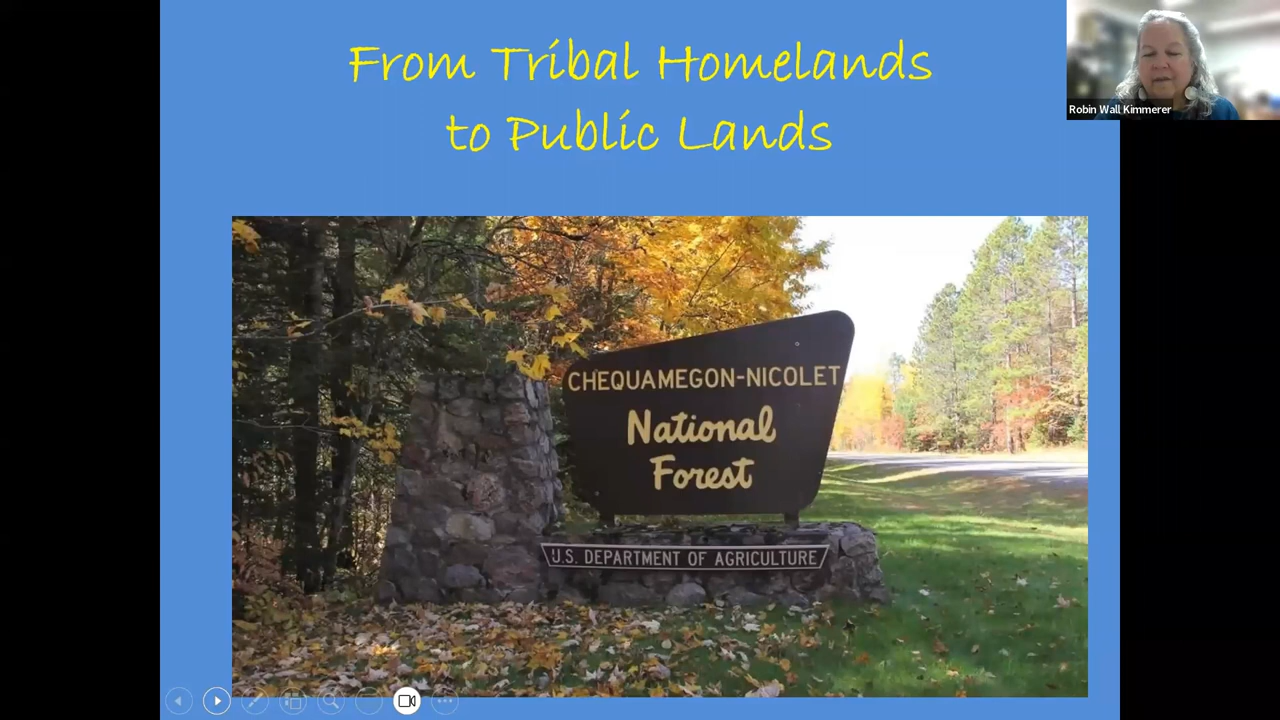 From Tribal Homelands
to Public Lands
Robin Wall Kimmerer
CHEQUAMEGON-NICOLET
National
Forest
U.S. DEPARTMENT OF AGRICULTURE